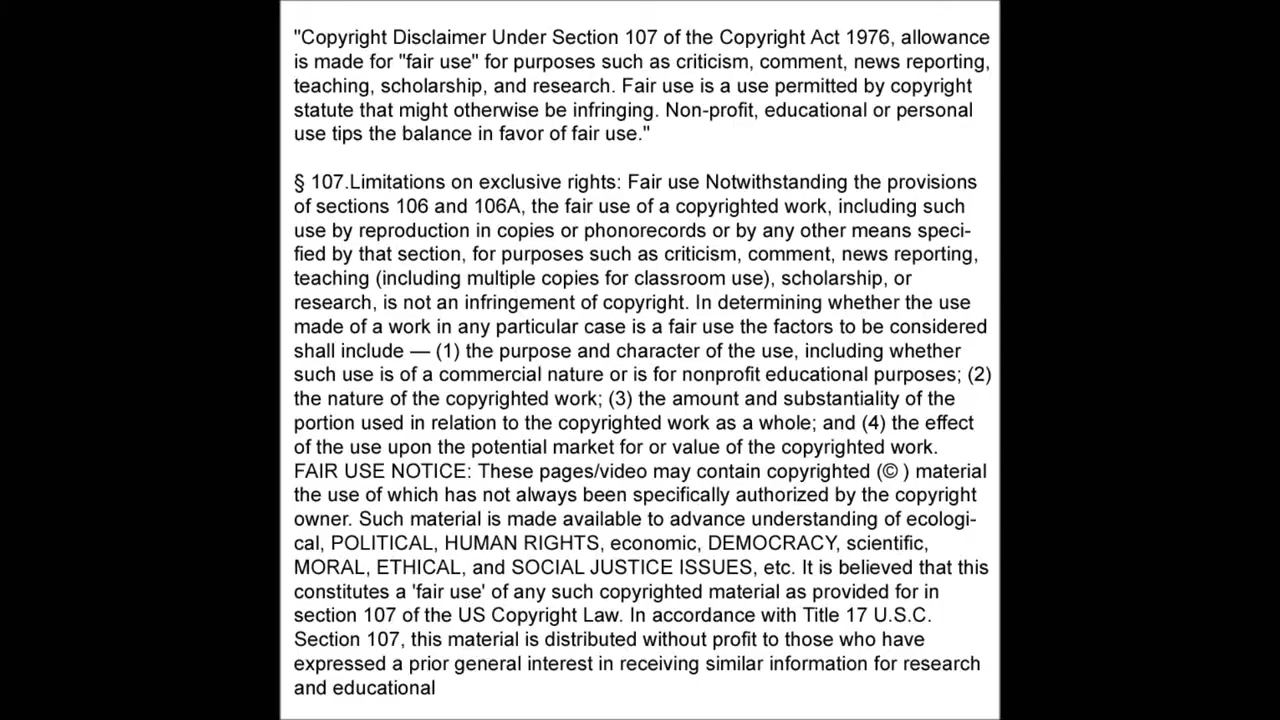 "Copyright Disclaimer Under Section 107 of the Copyright Act 1976, allowance
is made for "fair use" for purposes such as criticism, comment, news reporting,
teaching, scholarship, and research. Fair use is a use permitted by copyright
statute that might otherwise be infringing. Non-profit, educational or personal
use tips the balance in favor of fair use."
§ 107.Limitations on exclusive rights: Fair use Notwithstanding the provisions
of sections 106 and 106A, the fair use of a copyrighted work, including such
use by reproduction in copies or phonorecords or by any other means speci-
fied by that section, for purposes such as criticism, comment, news reporting,
teaching (including multiple copies for classroom use), scholarship, or
research, is not an infringement of copyright. In determining whether the use
made of a work in any particular case is a fair use the factors to be considered
shall include — (1) the purpose and character of the use, including whether
such use is of a commercial nature or is for nonprofit educational purposes; (2)
the nature of the copyrighted work; (3) the amount and substantiality of the
portion used in relation to the copyrighted work as a whole; and (4) the effect
of the use upon the potential market for or value of the copyrighted work.
FAIR USE NOTICE: These pages/video may contain copyrighted (© ) material
the use of which has not always been specifically authorized by the copyright
owner. Such material is made available to advance understanding of ecologi-
cal, POLITICAL, HUMAN RIGHTS, economic, DEMOCRACY, scientific,
MORAL, ETHICAL, and SOCIAL JUSTICE ISSUES, etc. It is believed that this
constitutes a 'fair use' of any such copyrighted material as provided for in
section 107 of the US Copyright Law. In accordance with Title 17 U.S.C.
Section 107, this material is distributed without profit to those who have
expressed a prior general interest in receiving similar information for research
and educational